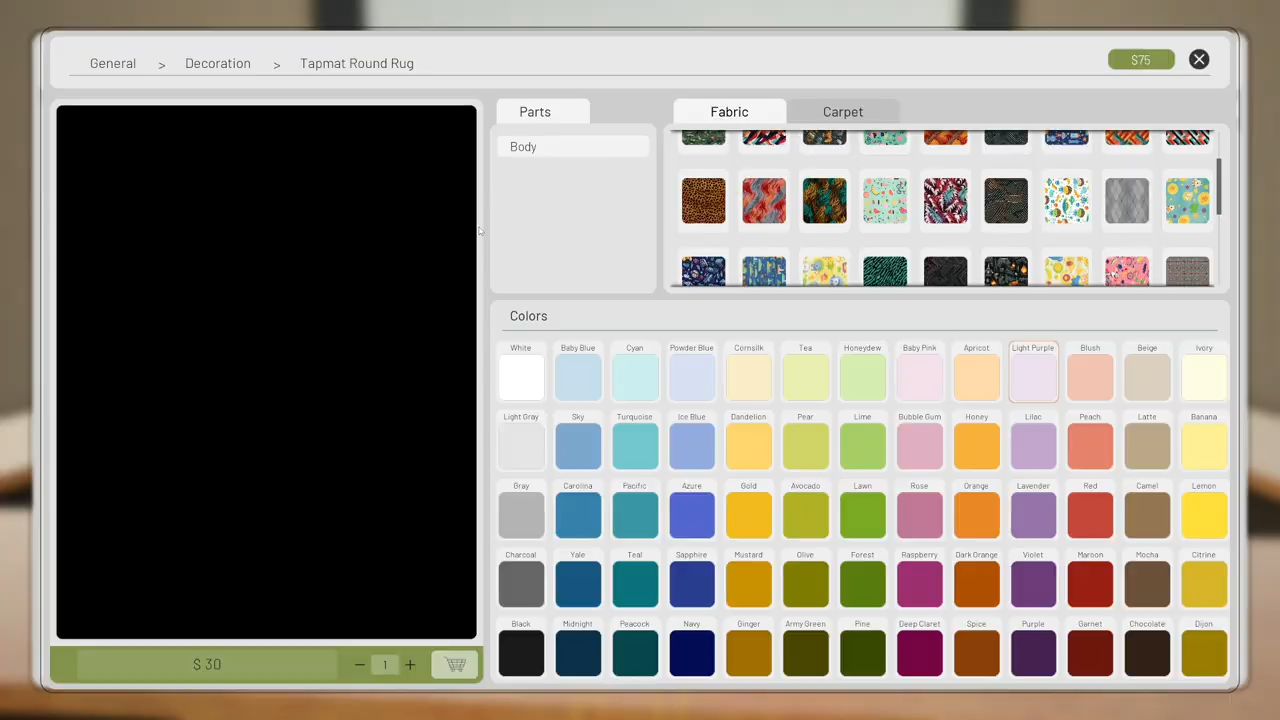 General > Decoration > Tapmat Round Rug
$75
Parts
Fabric
Carpet
Body
Colors
White Baby Blue Cyan Powder Blue Cornsilk Tea Honeydew Baby Pink Apricot Light Purple Blush Beige Ivory
Light Gray Sky Turquoise Ice Blue Dandelion Pear Lime Bubble Gum Honey Lilac Peach Latte Banana
Gray Carolina Pacific Azure Gold Avocado Lawn Rose Orange Lavender Red Camel Lemon
Charcoal Yale Teal Sapphire Mustard Olive Forest Raspberry Dark Orange Violet Maroon Mocha Citrine
Black Midnight Peacock Navy Ginger Army Green Pine Deep Claret Spice Purple Garnet Chocolate Dijon
$ 30
− 1 +